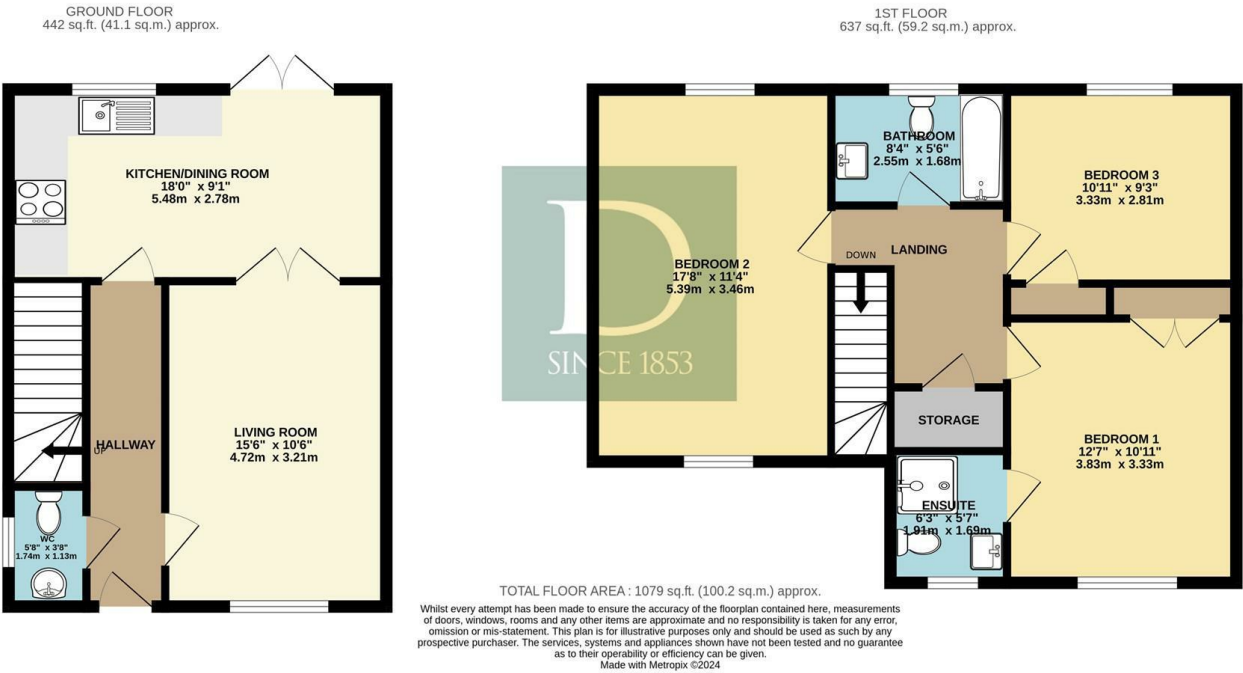 GROUND FLOOR
442 sq.ft. (41.1 sq.m.) approx.
1ST FLOOR
637 sq.ft. (59.2 sq.m.) approx.
KITCHEN/DINING ROOM
18'0" x 9'1"
5.48m x 2.78m
HALLWAY
UP
LIVING ROOM
15'6" x 10'6"
4.72m x 3.21m
WC
5'8" x 3'8"
1.74m x 1.13m
BATHROOM
8'4" x 5'6"
2.55m x 1.68m
BEDROOM 3
10'11" x 9'3"
3.33m x 2.81m
LANDING
DOWN
BEDROOM 2
17'8" x 11'4"
5.39m x 3.46m
D
SINCE 1853
STORAGE
BEDROOM 1
12'7" x 10'11"
3.83m x 3.33m
ENSUITE
6'3" x 5'7"
1.91m x 1.69m
TOTAL FLOOR AREA : 1079 sq.ft. (100.2 sq.m.) approx.
Whilst every attempt has been made to ensure the accuracy of the floorplan contained here, measurements
of doors, windows, rooms and any other items are approximate and no responsibility is taken for any error,
omission or mis-statement. This plan is for illustrative purposes only and should be used as such by any
prospective purchaser. The services, systems and appliances shown have not been tested and no guarantee
as to their operability or efficiency can be given.
Made with Metropix ©2024